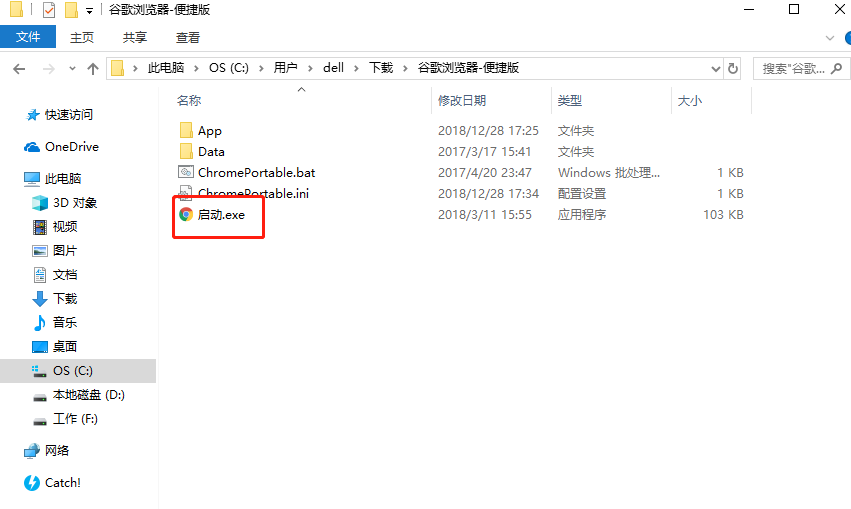 谷歌浏览器-便捷版
文件 主页 共享 查看
此电脑 OS (C:) 用户 dell 下载 谷歌浏览器-便捷版 搜索"谷歌...
名称 修改日期 类型 大小
快速访问
OneDrive
此电脑
3D 对象
视频
图片
文档
下载
音乐
桌面
OS (C:)
本地磁盘 (D:)
工作 (F:)
网络
Catch!
App 2018/12/28 17:25 文件夹
Data 2017/3/17 15:41 文件夹
ChromePortable.bat 2017/4/20 23:47 Windows 批处理... 1 KB
ChromePortable.ini 2018/12/28 17:34 配置设置 1 KB
启动.exe 2018/3/11 15:55 应用程序 103 KB